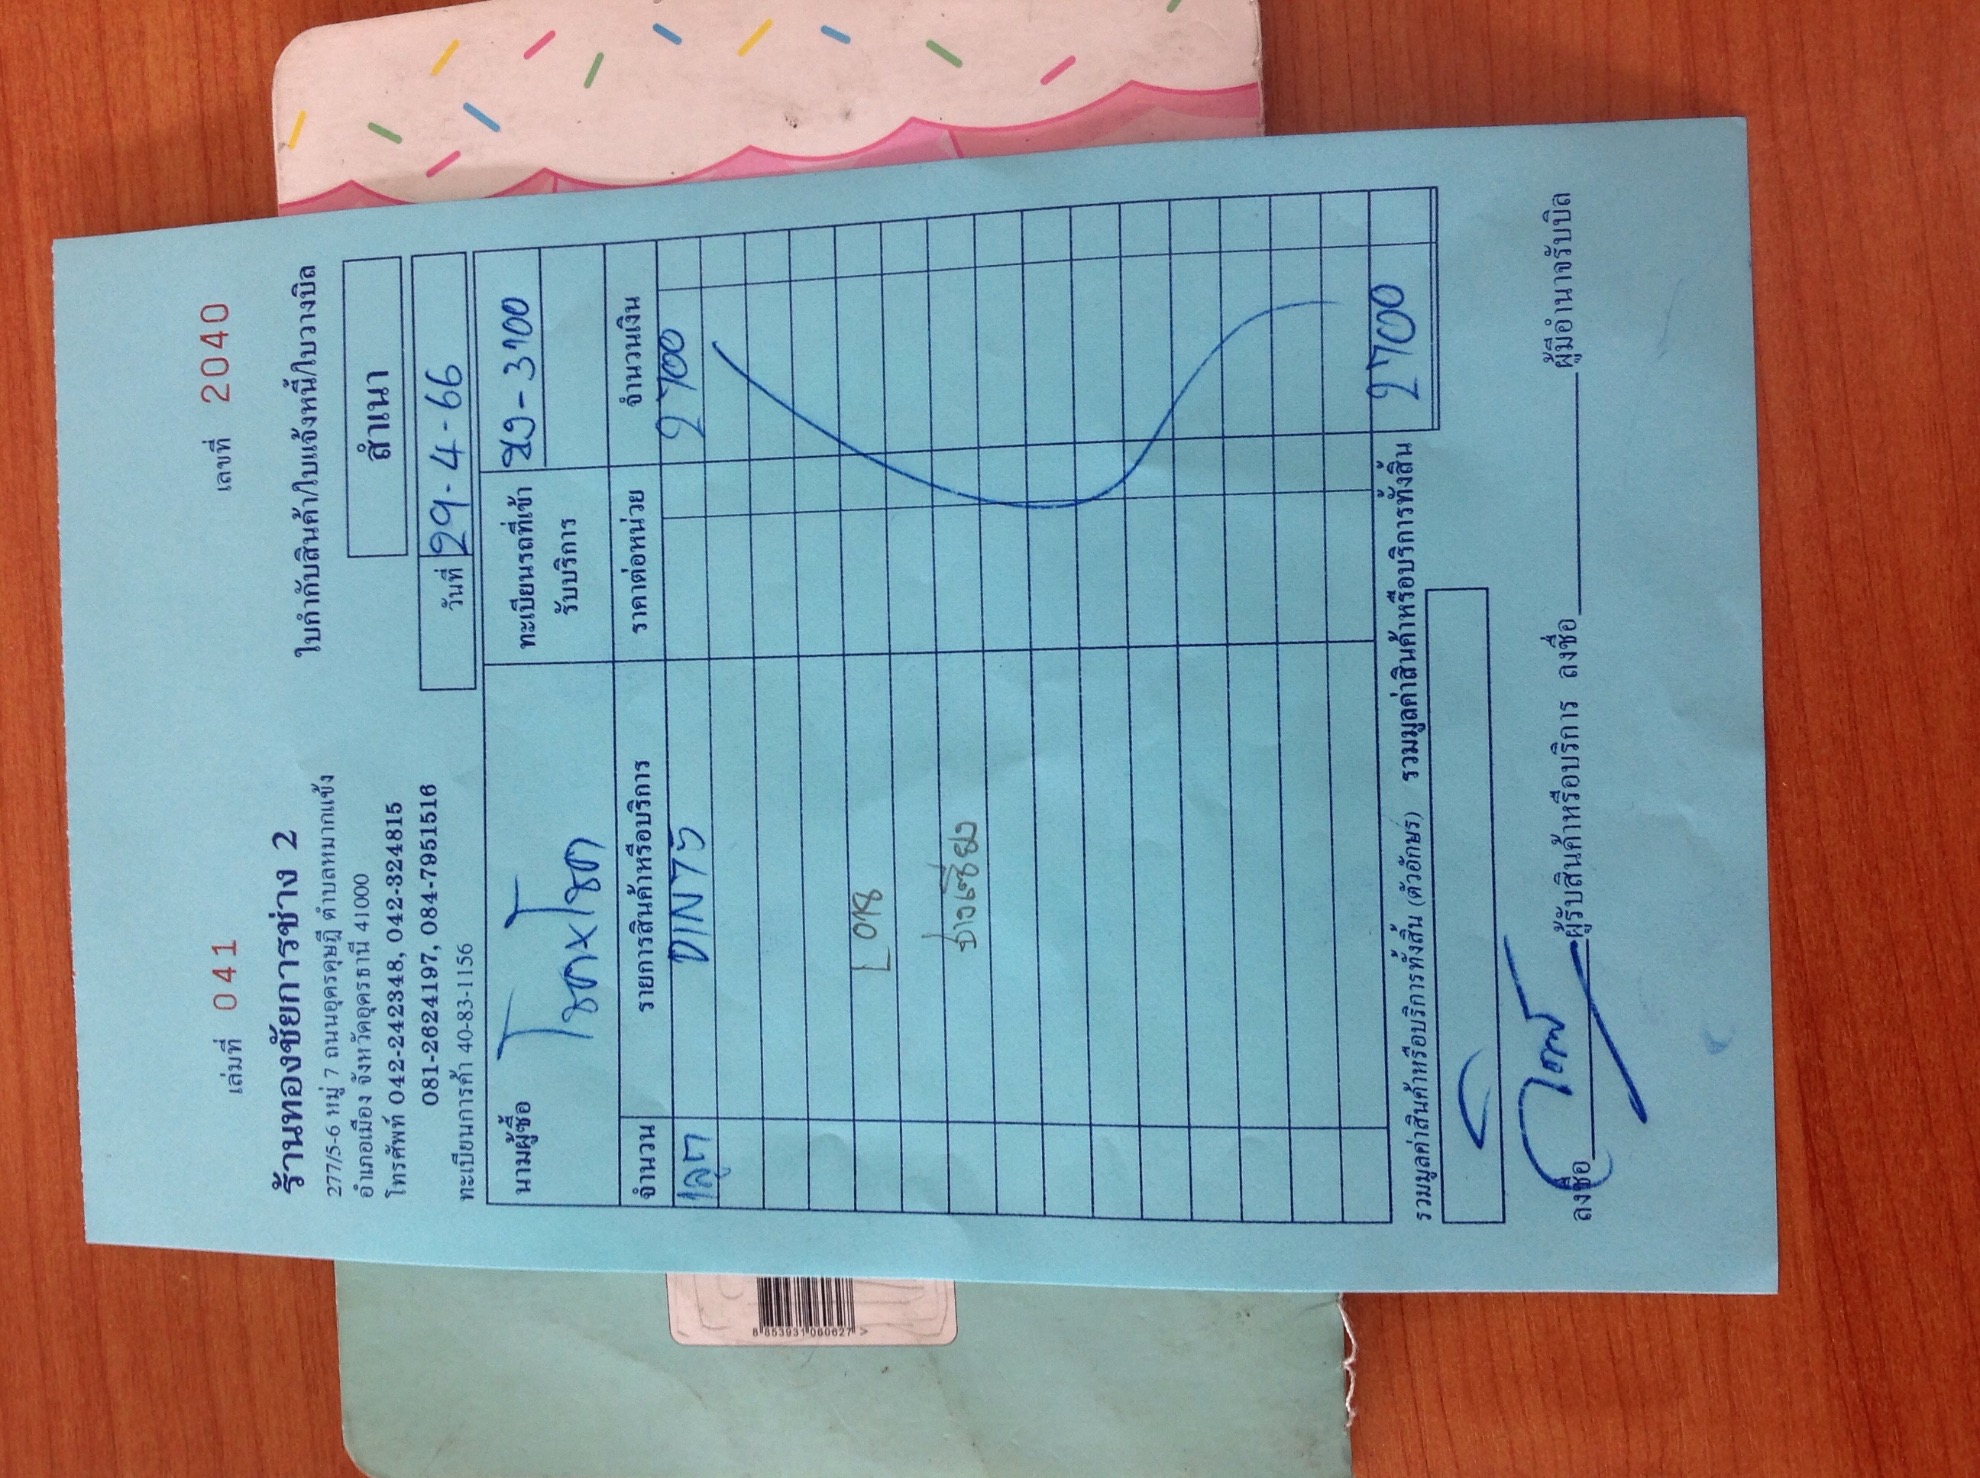 เล่มที่ 041
เลขที่ 2040
ร้านทองชัยการช่าง 2
277/5-6 หมู่ 7 ถนนอุดรดุษฎี ตำบลหมากแข้ง
อำเภอเมือง จังหวัดอุดรธานี 41000
โทรศัพท์ 042-242348, 042-324815
081-2624197, 084-7951516
ทะเบียนการค้า 40-83-1156
ใบกำกับสินค้า/ใบแจ้งหนี้/ใบวางบิล
สำเนา
วันที่ 29-4-66
นามผู้ซื้อ
ทะเบียนรถที่เข้า
รับบริการ
-3700
จำนวน รายการสินค้าหรือบริการ ราคาต่อหน่วย จำนวนเงิน
1ลูก DIN75 2700
ช่างเซียง
รวมมูลค่าสินค้าหรือบริการทั้งสิ้น (ตัวอักษร) รวมมูลค่าสินค้าหรือบริการทั้งสิ้น 2700
ลงชื่อ ผู้รับสินค้าหรือบริการ ลงชื่อ ผู้มีอำนาจรับบิล
8 853931 080627 >